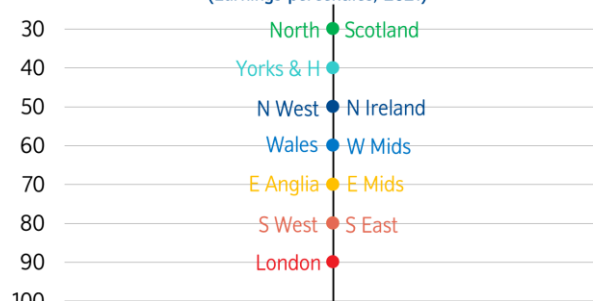 (Earnings percentiles, 2021)
30 North Scotland
40 Yorks & H
50 N West N Ireland
60 Wales W Mids
70 E Anglia E Mids
80 S West S East
90 London
100